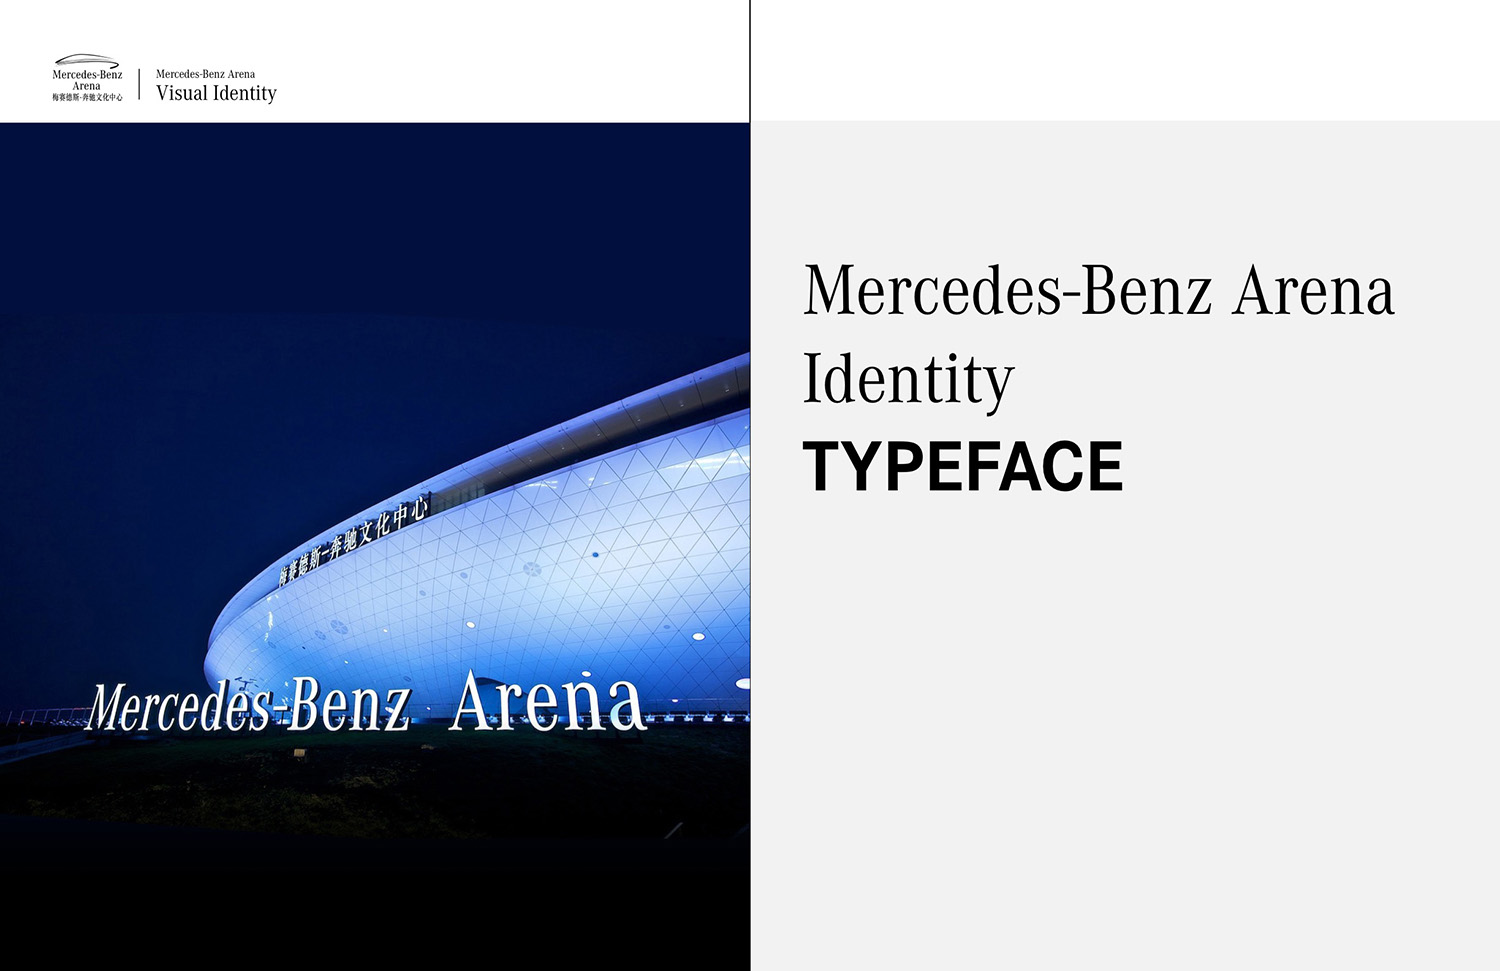 Mercedes-Benz
Arena
梅赛德斯-奔驰文化中心
Mercedes-Benz Arena
Visual Identity
梅赛德斯-奔驰文化中心
Mercedes-Benz Arena
Mercedes-Benz Arena
Identity
TYPEFACE